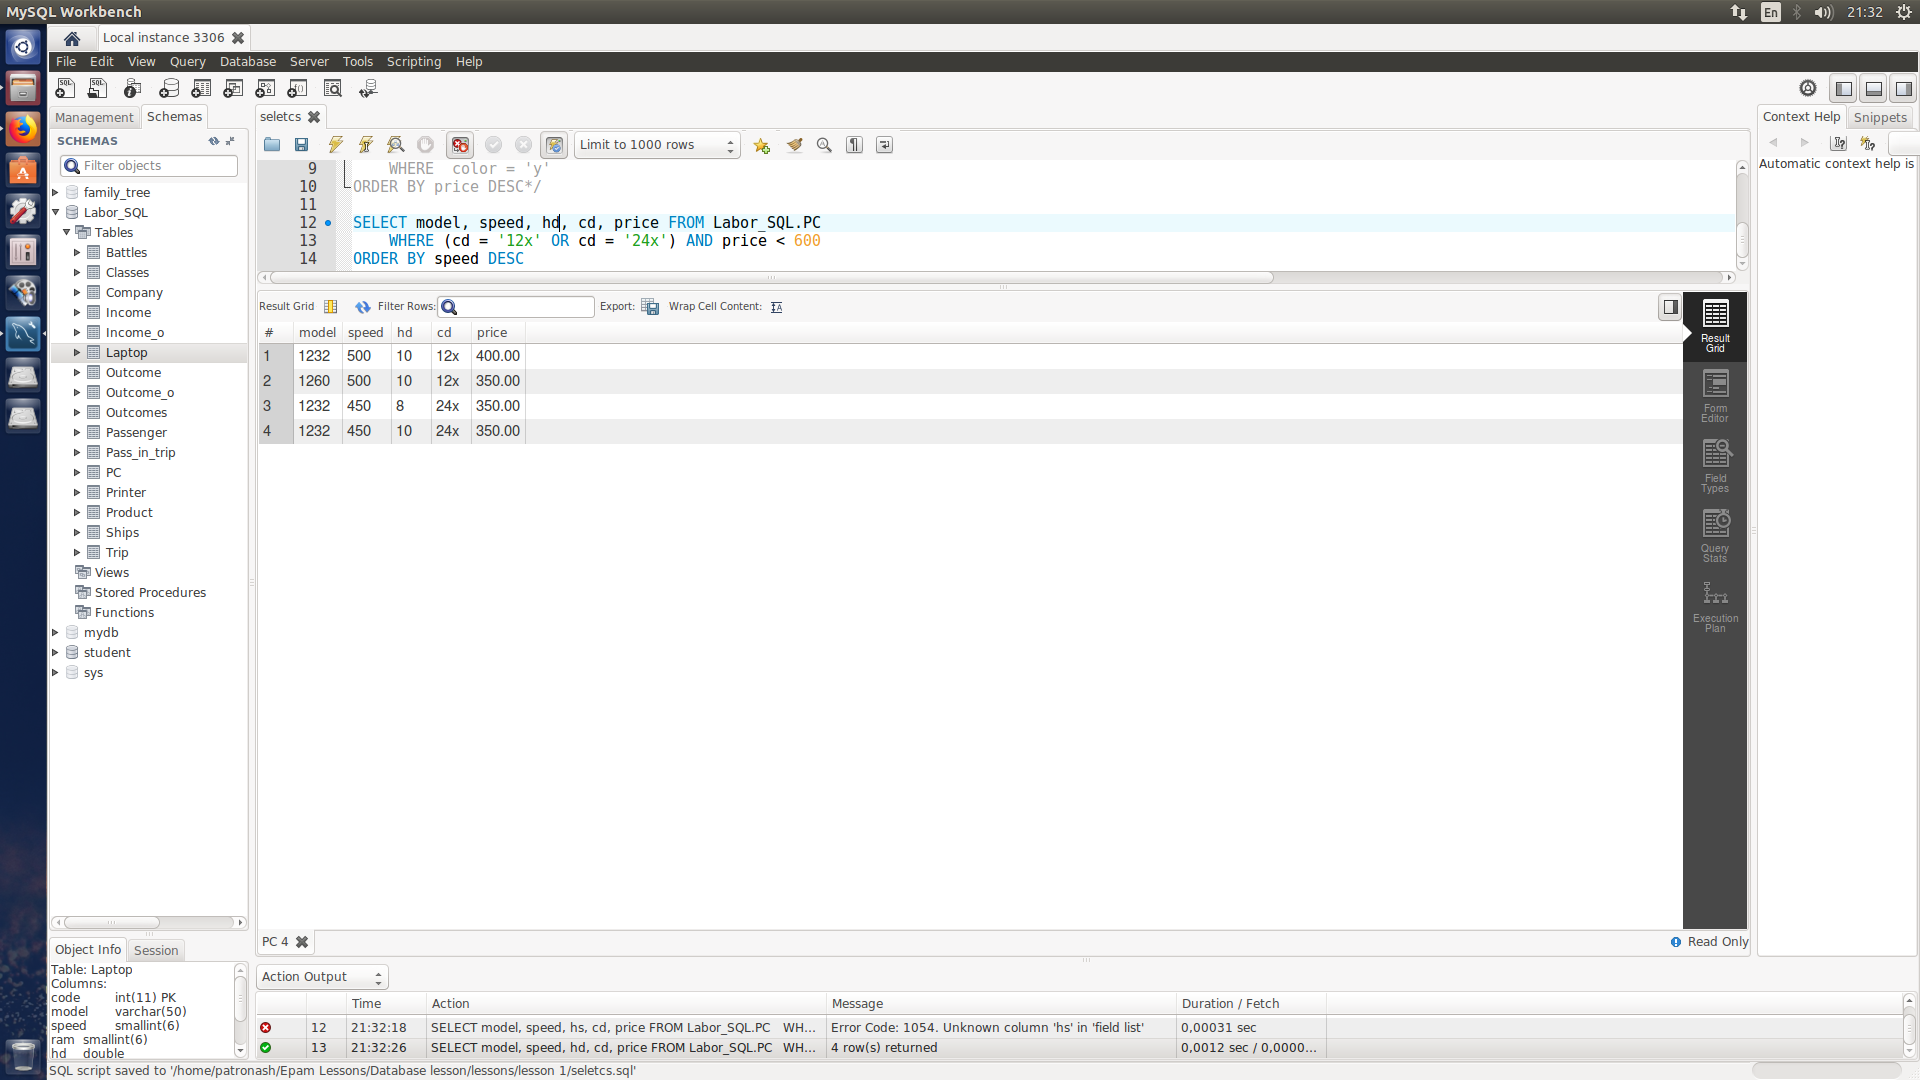 MySQL Workbench
En
21:32
Local instance 3306
File Edit View Query Database Server Tools Scripting Help
Management Schemas
SCHEMAS
Filter objects
family_tree
Labor_SQL
Tables
Battles
Classes
Company
Income
Income_o
Laptop
Outcome
Outcome_o
Outcomes
Passenger
Pass_in_trip
PC
Printer
Product
Ships
Trip
Views
Stored Procedures
Functions
mydb
student
sys
Object Info Session
Table: Laptop
Columns:
code int(11) PK
model varchar(50)
speed smallint(6)
ram smallint(6)
hd double
seletcs
Limit to 1000 rows
9 WHERE color = 'y'
10 ORDER BY price DESC*/
11
12 SELECT model, speed, hd, cd, price FROM Labor_SQL.PC
13 WHERE (cd = '12x' OR cd = '24x') AND price < 600
14 ORDER BY speed DESC
Result Grid Filter Rows: Export: Wrap Cell Content:
# model speed hd cd price
1 1232 500 10 12x 400.00
2 1260 500 10 12x 350.00
3 1232 450 8 24x 350.00
4 1232 450 10 24x 350.00
Result
Grid
Form
Editor
Field
Types
Query
Stats
Execution
Plan
PC 4
Read Only
Context Help Snippets
Automatic context help is
Action Output
Time Action Message Duration / Fetch
12 21:32:18 SELECT model, speed, hs, cd, price FROM Labor_SQL.PC WH... Error Code: 1054. Unknown column 'hs' in 'field list' 0,00031 sec
13 21:32:26 SELECT model, speed, hd, cd, price FROM Labor_SQL.PC WH... 4 row(s) returned 0,0012 sec / 0,0000...
SQL script saved to '/home/patronash/Epam Lessons/Database lesson/lessons/lesson 1/seletcs.sql'